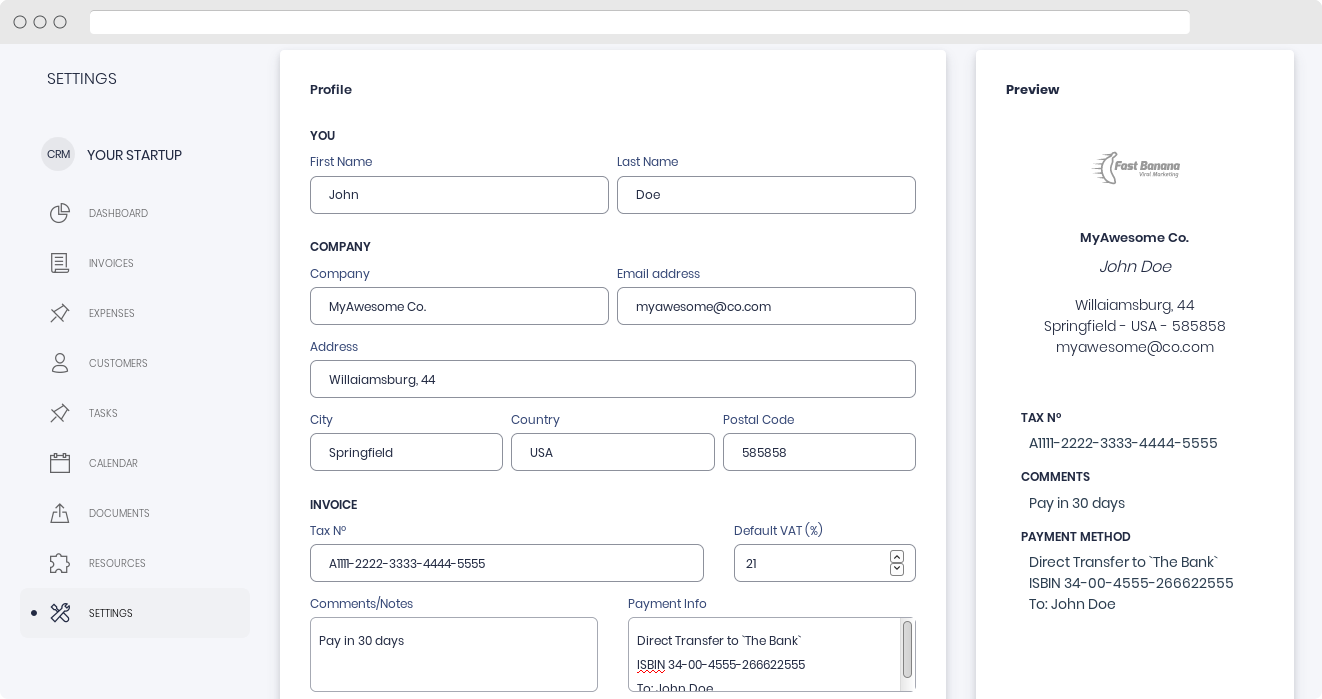 SETTINGS
CRM
YOUR STARTUP
DASHBOARD
INVOICES
EXPENSES
CUSTOMERS
TASKS
CALENDAR
DOCUMENTS
RESOURCES
SETTINGS
Profile
YOU
First Name Last Name
John Doe
COMPANY
Company Email address
MyAwesome Co. myawesome@co.com
Address
Willaiamsburg, 44
City Country Postal Code
Springfield USA 585858
INVOICE
Tax Nº Default VAT (%)
A1111-2222-3333-4444-5555 21
Comments/Notes Payment Info
Pay in 30 days Direct Transfer to `The Bank`
ISBIN 34-00-4555-266622555
To: John Doe
Preview
Fast Banana
Viral Marketing
MyAwesome Co.
John Doe
Willaiamsburg, 44
Springfield - USA - 585858
myawesome@co.com
TAX Nº
A1111-2222-3333-4444-5555
COMMENTS
Pay in 30 days
PAYMENT METHOD
Direct Transfer to `The Bank`
ISBIN 34-00-4555-266622555
To: John Doe